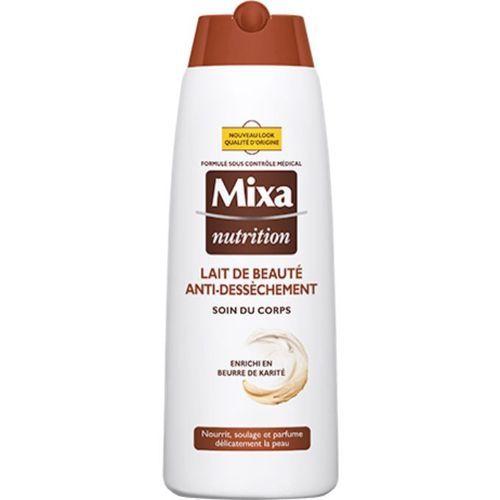 NOUVEAU LOOK
QUALITÉ D'ORIGINE
FORMULE SOUS CONTRÔLE MÉDICAL
Mixa
nutrition
LAIT DE BEAUTÉ
ANTI-DESSÈCHEMENT
SOIN DU CORPS
ENRICHI EN
BEURRE DE KARITÉ
Nourrit, soulage et parfume
délicatement la peau